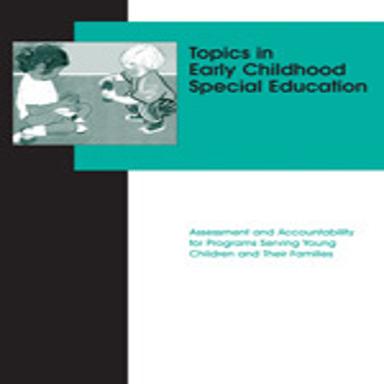 Topics in
Early Childhood
Special Education
Assessment and Accountability
for Programs Serving Young
Children and Their Families